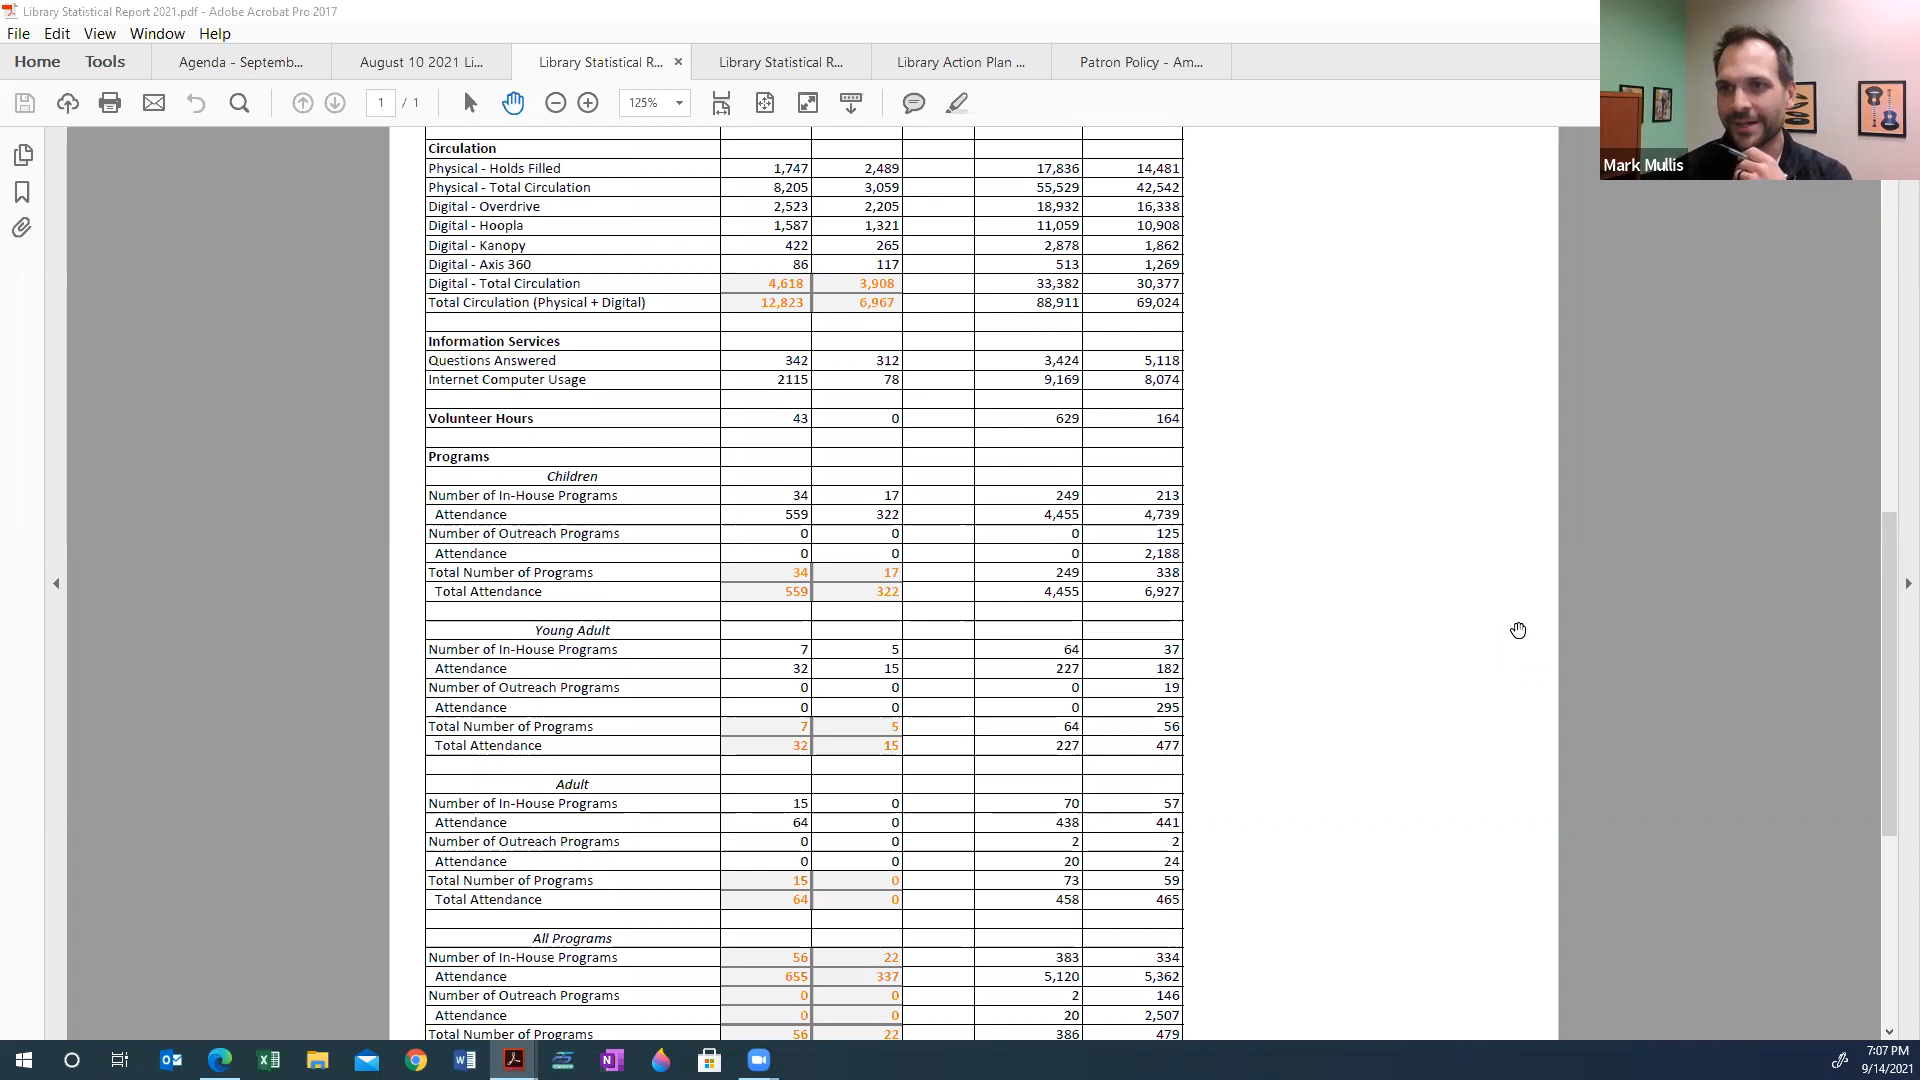 Library Statistical Report 2021.pdf - Adobe Acrobat Pro 2017
File Edit View Window Help
Home Tools Agenda - Septemb... August 10 2021 Li... Library Statistical R... × Library Statistical R... Library Action Plan ... Patron Policy - Am...
1 / 1 125%
Mark Mullis
Circulation
Physical - Holds Filled 1,747 2,489 17,836 14,481
Physical - Total Circulation 8,205 3,059 55,529 42,542
Digital - Overdrive 2,523 2,205 18,932 16,338
Digital - Hoopla 1,587 1,321 11,059 10,908
Digital - Kanopy 422 265 2,878 1,862
Digital - Axis 360 86 117 513 1,269
Digital - Total Circulation 4,618 3,908 33,382 30,377
Total Circulation (Physical + Digital) 12,823 6,967 88,911 69,024
Information Services
Questions Answered 342 312 3,424 5,118
Internet Computer Usage 2115 78 9,169 8,074
Volunteer Hours 43 0 629 164
Programs
Children
Number of In-House Programs 34 17 249 213
Attendance 559 322 4,455 4,739
Number of Outreach Programs 0 0 0 125
Attendance 0 0 0 2,188
Total Number of Programs 34 17 249 338
Total Attendance 559 322 4,455 6,927
Young Adult
Number of In-House Programs 7 5 64 37
Attendance 32 15 227 182
Number of Outreach Programs 0 0 0 19
Attendance 0 0 0 295
Total Number of Programs 7 5 64 56
Total Attendance 32 15 227 477
Adult
Number of In-House Programs 15 0 70 57
Attendance 64 0 438 441
Number of Outreach Programs 0 0 2 2
Attendance 0 0 20 24
Total Number of Programs 15 0 73 59
Total Attendance 64 0 458 465
All Programs
Number of In-House Programs 56 22 383 334
Attendance 655 337 5,120 5,362
Number of Outreach Programs 0 0 2 146
Attendance 0 0 20 2,507
Total Number of Programs 56 22 386 479
7:07 PM
9/14/2021